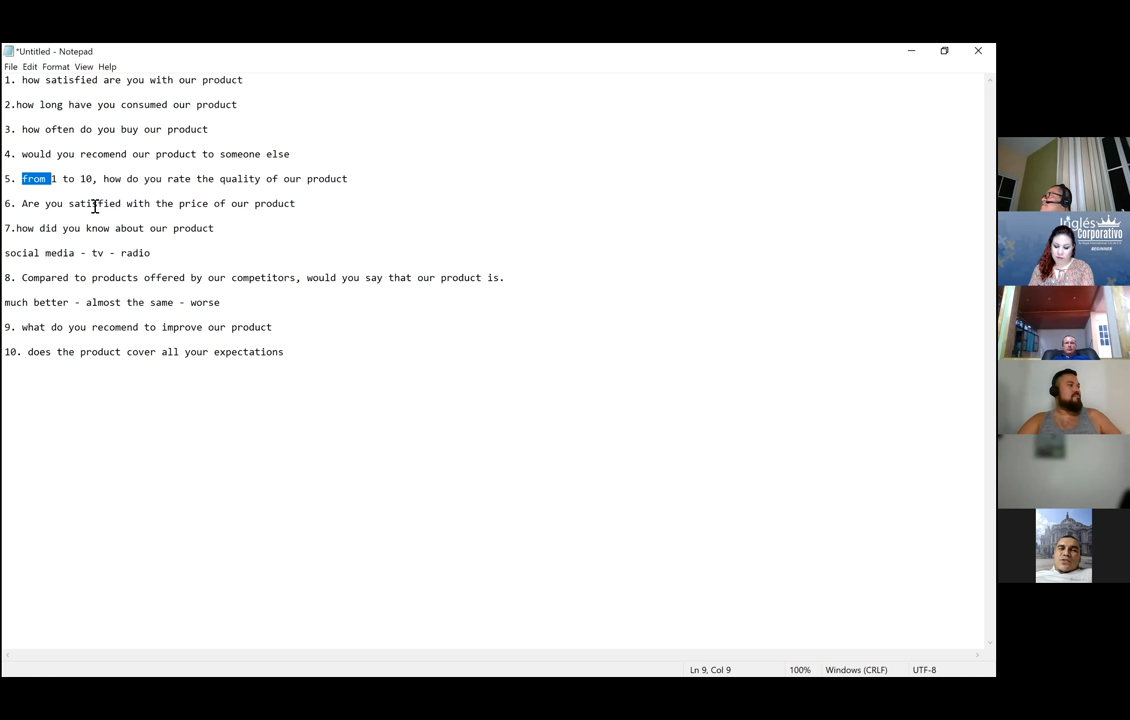 *Untitled - Notepad
File Edit Format View Help
1. how satisfied are you with our product
2.how long have you consumed our product
3. how often do you buy our product
4. would you recomend our product to someone else
5. from 1 to 10, how do you rate the quality of our product
6. Are you satisfied with the price of our product
7.how did you know about our product
social media - tv - radio
8. Compared to products offered by our competitors, would you say that our product is.
much better - almost the same - worse
9. what do you recomend to improve our product
10. does the product cover all your expectations
Ln 9, Col 9 100% Windows (CRLF) UTF-8
Inglés
Corporativo
BEGINNER